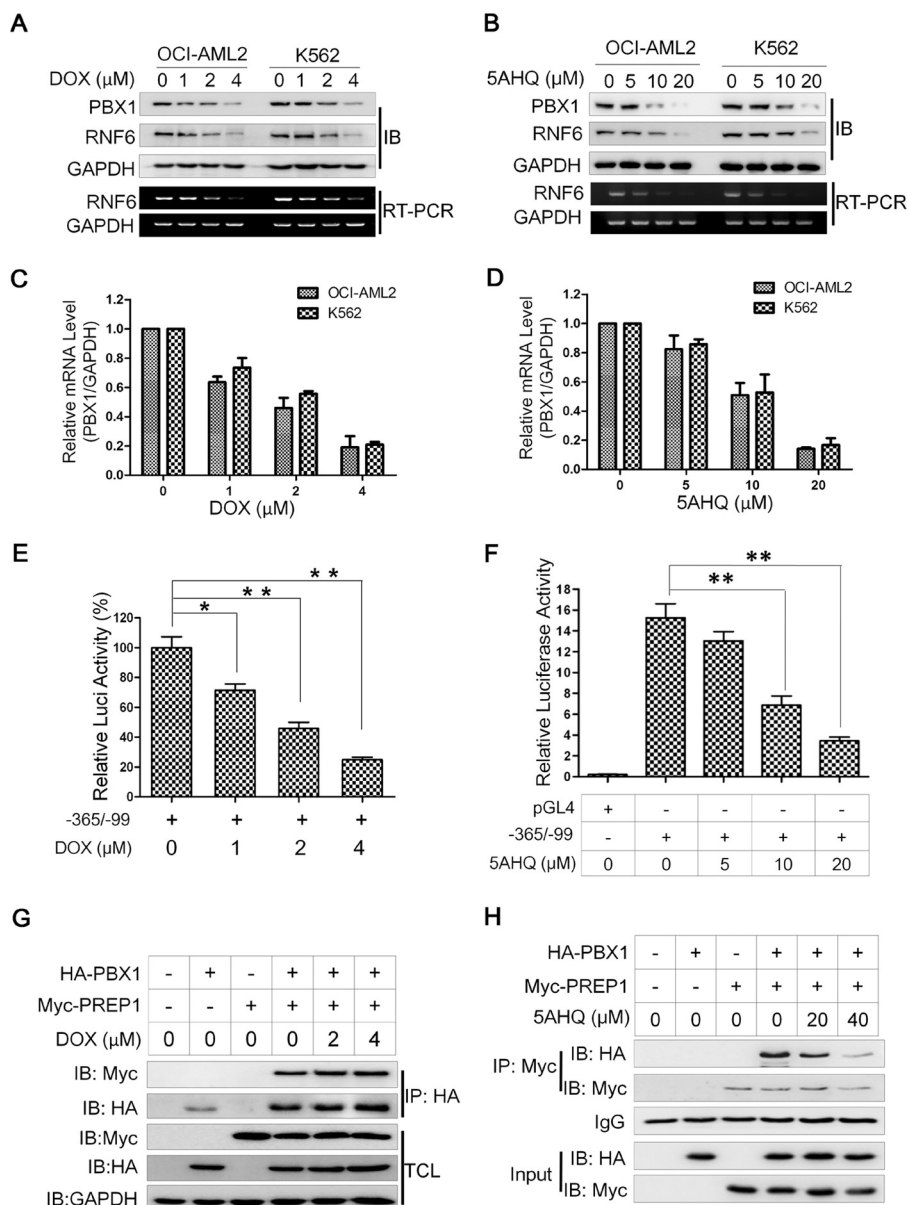 A
OCI-AML2 K562
DOX (μM) 0 1 2 4 0 1 2 4
PBX1
RNF6
GAPDH
IB
RNF6
GAPDH
RT-PCR
B
OCI-AML2 K562
5AHQ (μM) 0 5 10 20 0 5 10 20
PBX1
RNF6
GAPDH
IB
RNF6
GAPDH
RT-PCR
C
OCI-AML2
K562
Relative mRNA Level
(PBX1/GAPDH)
1.2
1.0
0.8
0.6
0.4
0.2
0.0
0 1 2 4
DOX (μM)
D
OCI-AML2
K562
Relative mRNA Level
(PBX1/GAPDH)
1.2
1.0
0.8
0.6
0.4
0.2
0.0
0 5 10 20
5AHQ (μM)
E
Relative Luci Activity (%)
120
100
80
60
40
20
0
* *
* *
*
-365/-99 + + + +
DOX (μM) 0 1 2 4
F
Relative Luciferase Activity
18
16
14
12
10
8
6
4
2
0
**
**
pGL4 + - - - -
-365/-99 - + + + +
5AHQ (μM) 0 0 5 10 20
G
HA-PBX1 - + - + + +
Myc-PREP1 - - + + + +
DOX (μM) 0 0 0 0 2 4
IB: Myc
IB: HA
IP: HA
IB:Myc
IB:HA
IB:GAPDH
TCL
H
HA-PBX1 - + - + + +
Myc-PREP1 - - + + + +
5AHQ (μM) 0 0 0 0 20 40
IP: Myc
IB: HA
IB: Myc
IgG
Input
IB: HA
IB: Myc